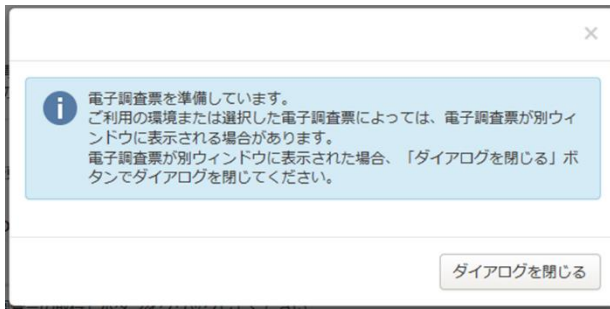 電子調査票を準備しています。
ご利用の環境または選択した電子調査票によっては、電子調査票が別ウィ
ンドウに表示される場合があります。
電子調査票が別ウィンドウに表示された場合、「ダイアログを閉じる」ボ
タンでダイアログを閉じてください。
ダイアログを閉じる